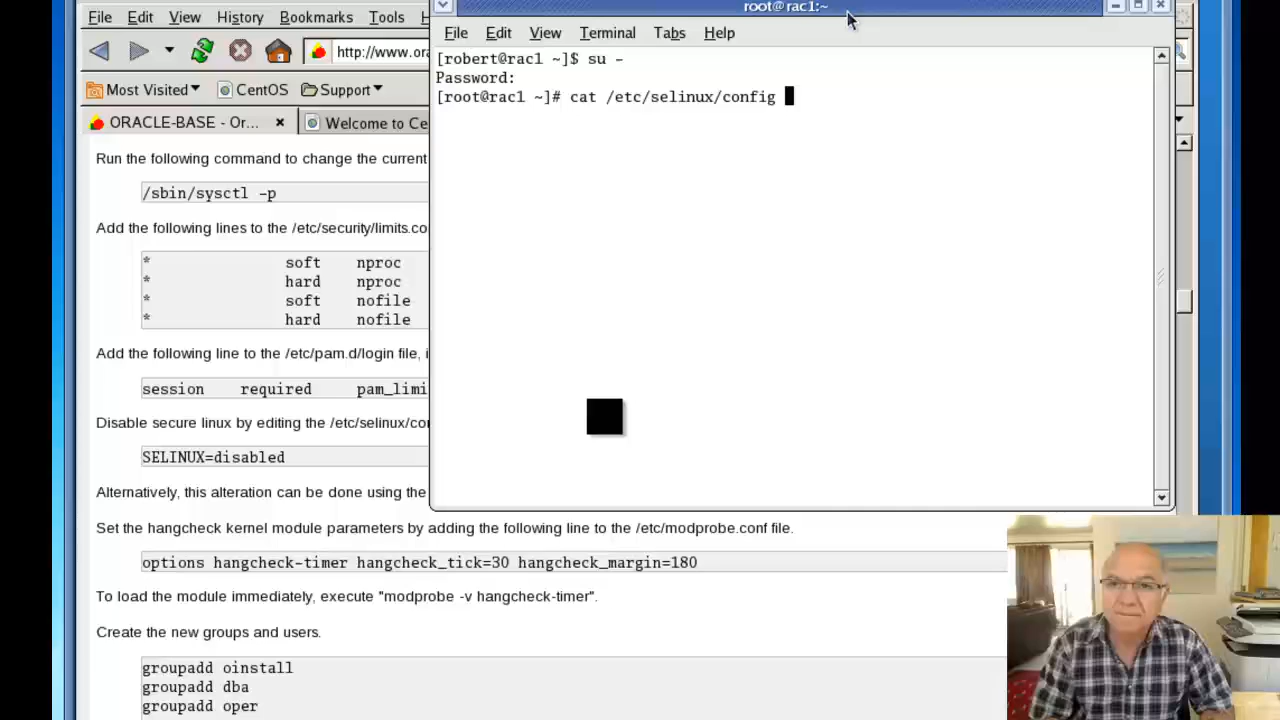 root@rac1:~
File Edit View History Bookmarks Tools
File Edit View Terminal Tabs Help
http://www.ora
[robert@rac1 ~]$ su -
Password:
[root@rac1 ~]# cat /etc/selinux/config
Most Visited CentOS Support
ORACLE-BASE - Or... Welcome to Ce
Run the following command to change the current
/sbin/sysctl -p
Add the following lines to the /etc/security/limits.co
* soft nproc
* hard nproc
* soft nofile
* hard nofile
Add the following line to the /etc/pam.d/login file, i
session required pam_limi
Disable secure linux by editing the /etc/selinux/co
SELINUX=disabled
Alternatively, this alteration can be done using the
Set the hangcheck kernel module parameters by adding the following line to the /etc/modprobe.conf file.
options hangcheck-timer hangcheck_tick=30 hangcheck_margin=180
To load the module immediately, execute "modprobe -v hangcheck-timer".
Create the new groups and users.
groupadd oinstall
groupadd dba
groupadd oper